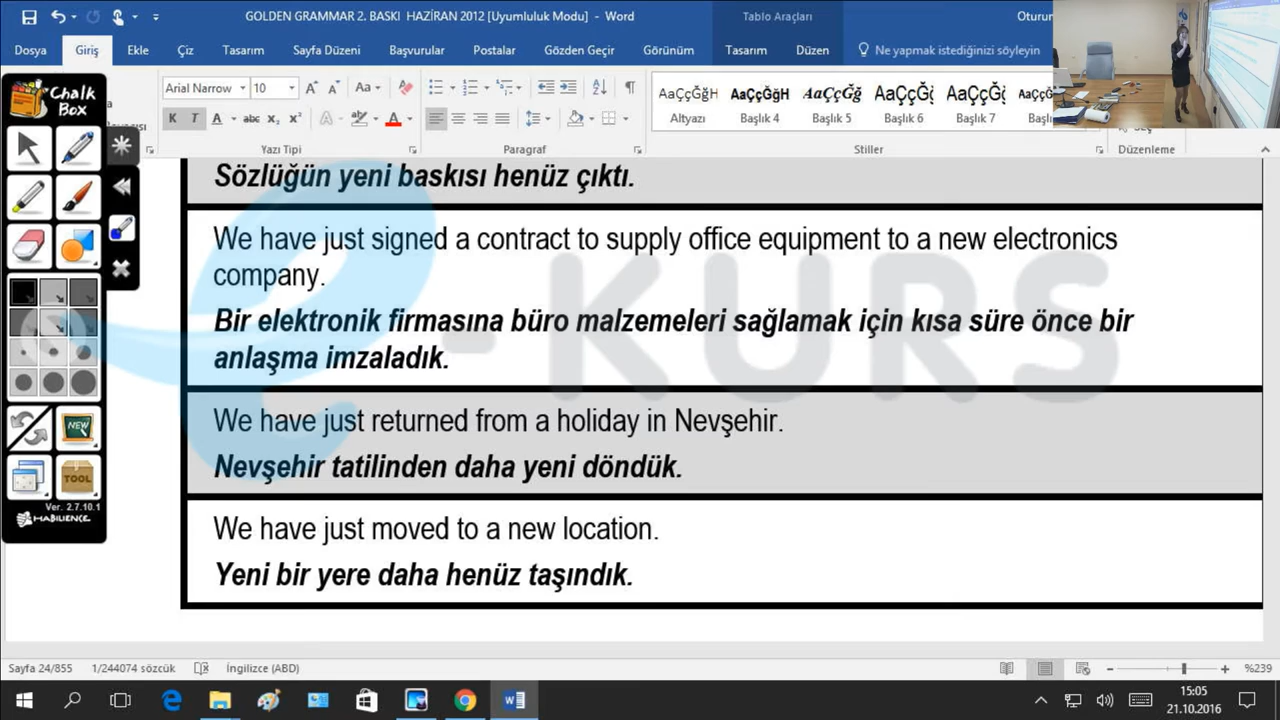 GOLDEN GRAMMAR 2. BASKI HAZİRAN 2012 [Uyumluluk Modu] - Word
Tablo Araçları
Dosya Giriş Ekle Çiz Tasarım Sayfa Düzeni Başvurular Postalar Gözden Geçir Görünüm Tasarım Düzen Ne yapmak istediğinizi söyleyin
Chalk
Box
Arial Narrow 10
Yazı Tipi
Paragraf
AaÇçĞğH AaÇçĞğH AaÇçĞğ AaÇçĞ AaÇçĞ
Altyazı Başlık 4 Başlık 5 Başlık 6 Başlık 7
Stiller
Düzenleme
Sözlüğün yeni baskısı henüz çıktı.
We have just signed a contract to supply office equipment to a new electronics
company.
Bir elektronik firmasına büro malzemeleri sağlamak için kısa süre önce bir
anlaşma imzaladık.
We have just returned from a holiday in Nevşehir.
Nevşehir tatilinden daha yeni döndük.
We have just moved to a new location.
Yeni bir yere daha henüz taşındık.
e-KURS
NEW
TOOL
Ver. 2.7.10.1
MABILIENCE
Sayfa 24/855 1/244074 sözcük İngilizce (ABD) %239
15:05
21.10.2016